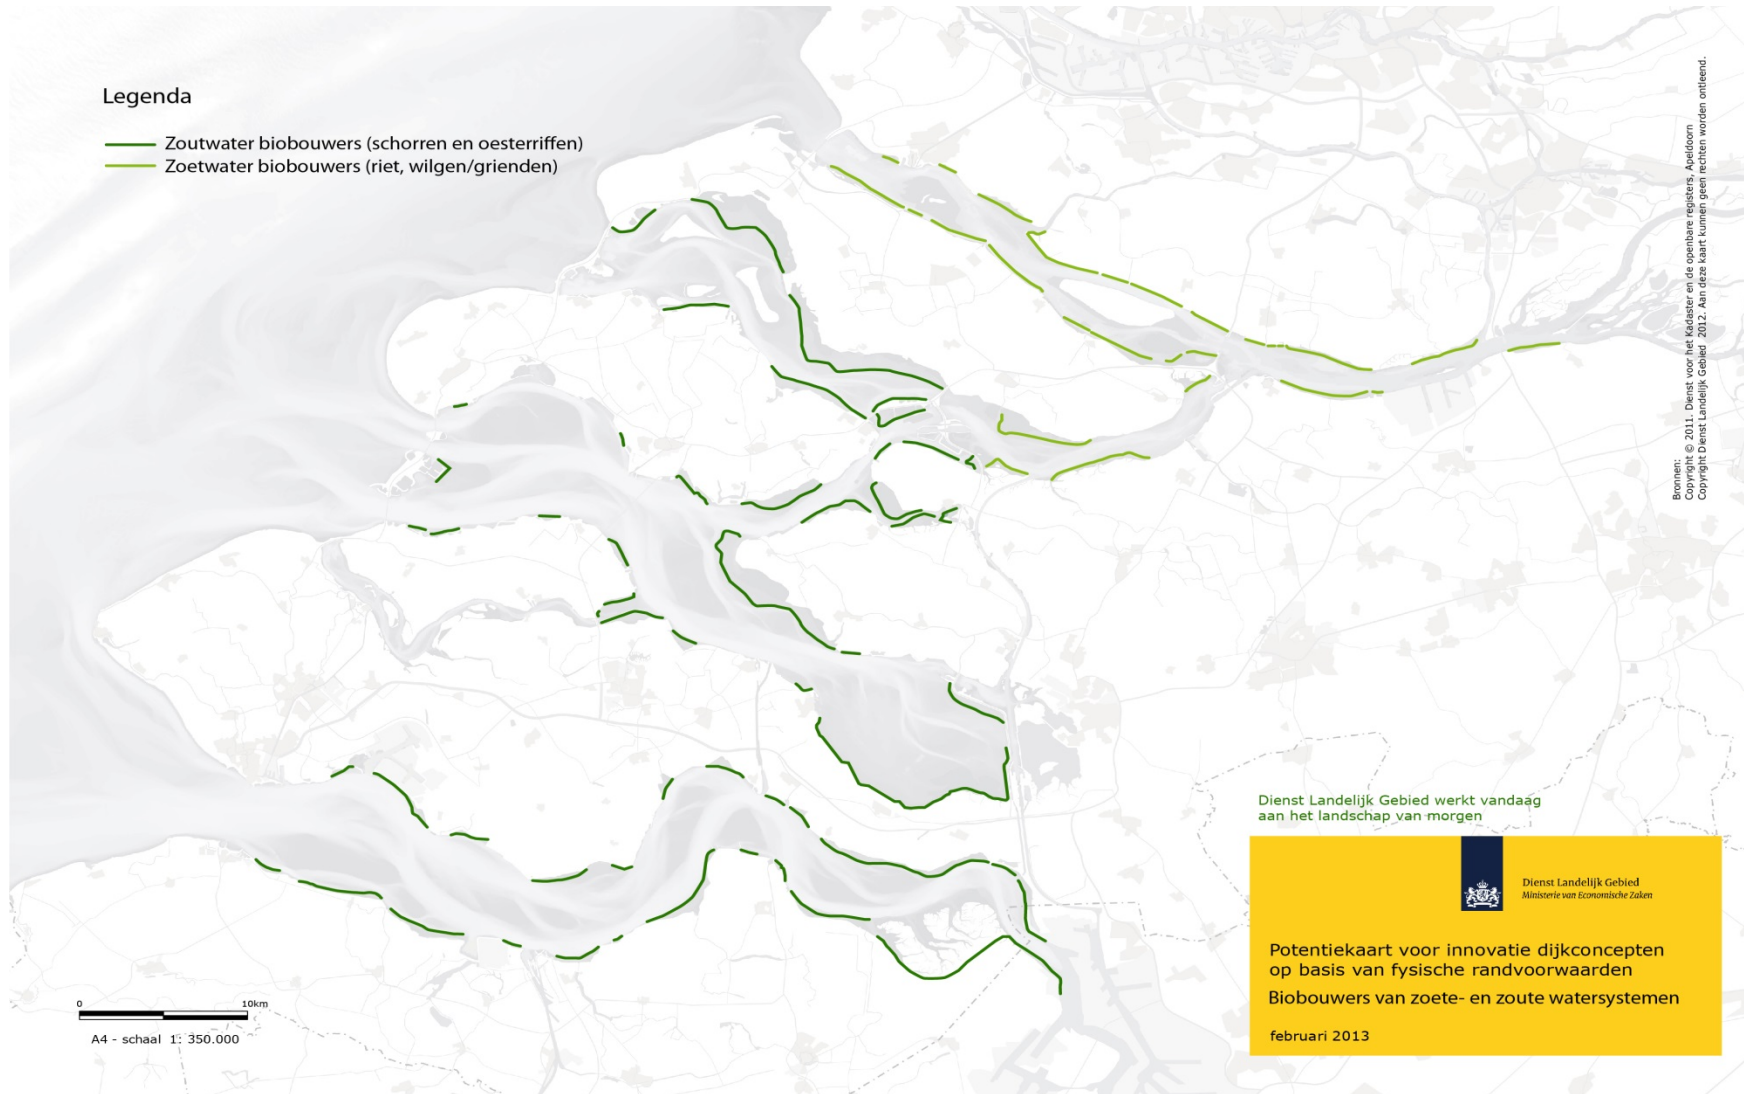 Legenda
Zoutwater biobouwers (schorren en oesterriffen)
Zoetwater biobouwers (riet, wilgen/grienden)
Bronnen:
Copyright © 2011. Dienst voor het Kadaster en de openbare registers, Apeldoorn
Copyright Dienst Landelijk Gebied 2012. Aan deze kaart kunnen geen rechten worden ontleend.
Dienst Landelijk Gebied werkt vandaag
aan het landschap van morgen
Dienst Landelijk Gebied
Ministerie van Economische Zaken
Potentiekaart voor innovatie dijkconcepten
op basis van fysische randvoorwaarden
Biobouwers van zoete- en zoute watersystemen
februari 2013
0 10km
A4 - schaal 1: 350.000